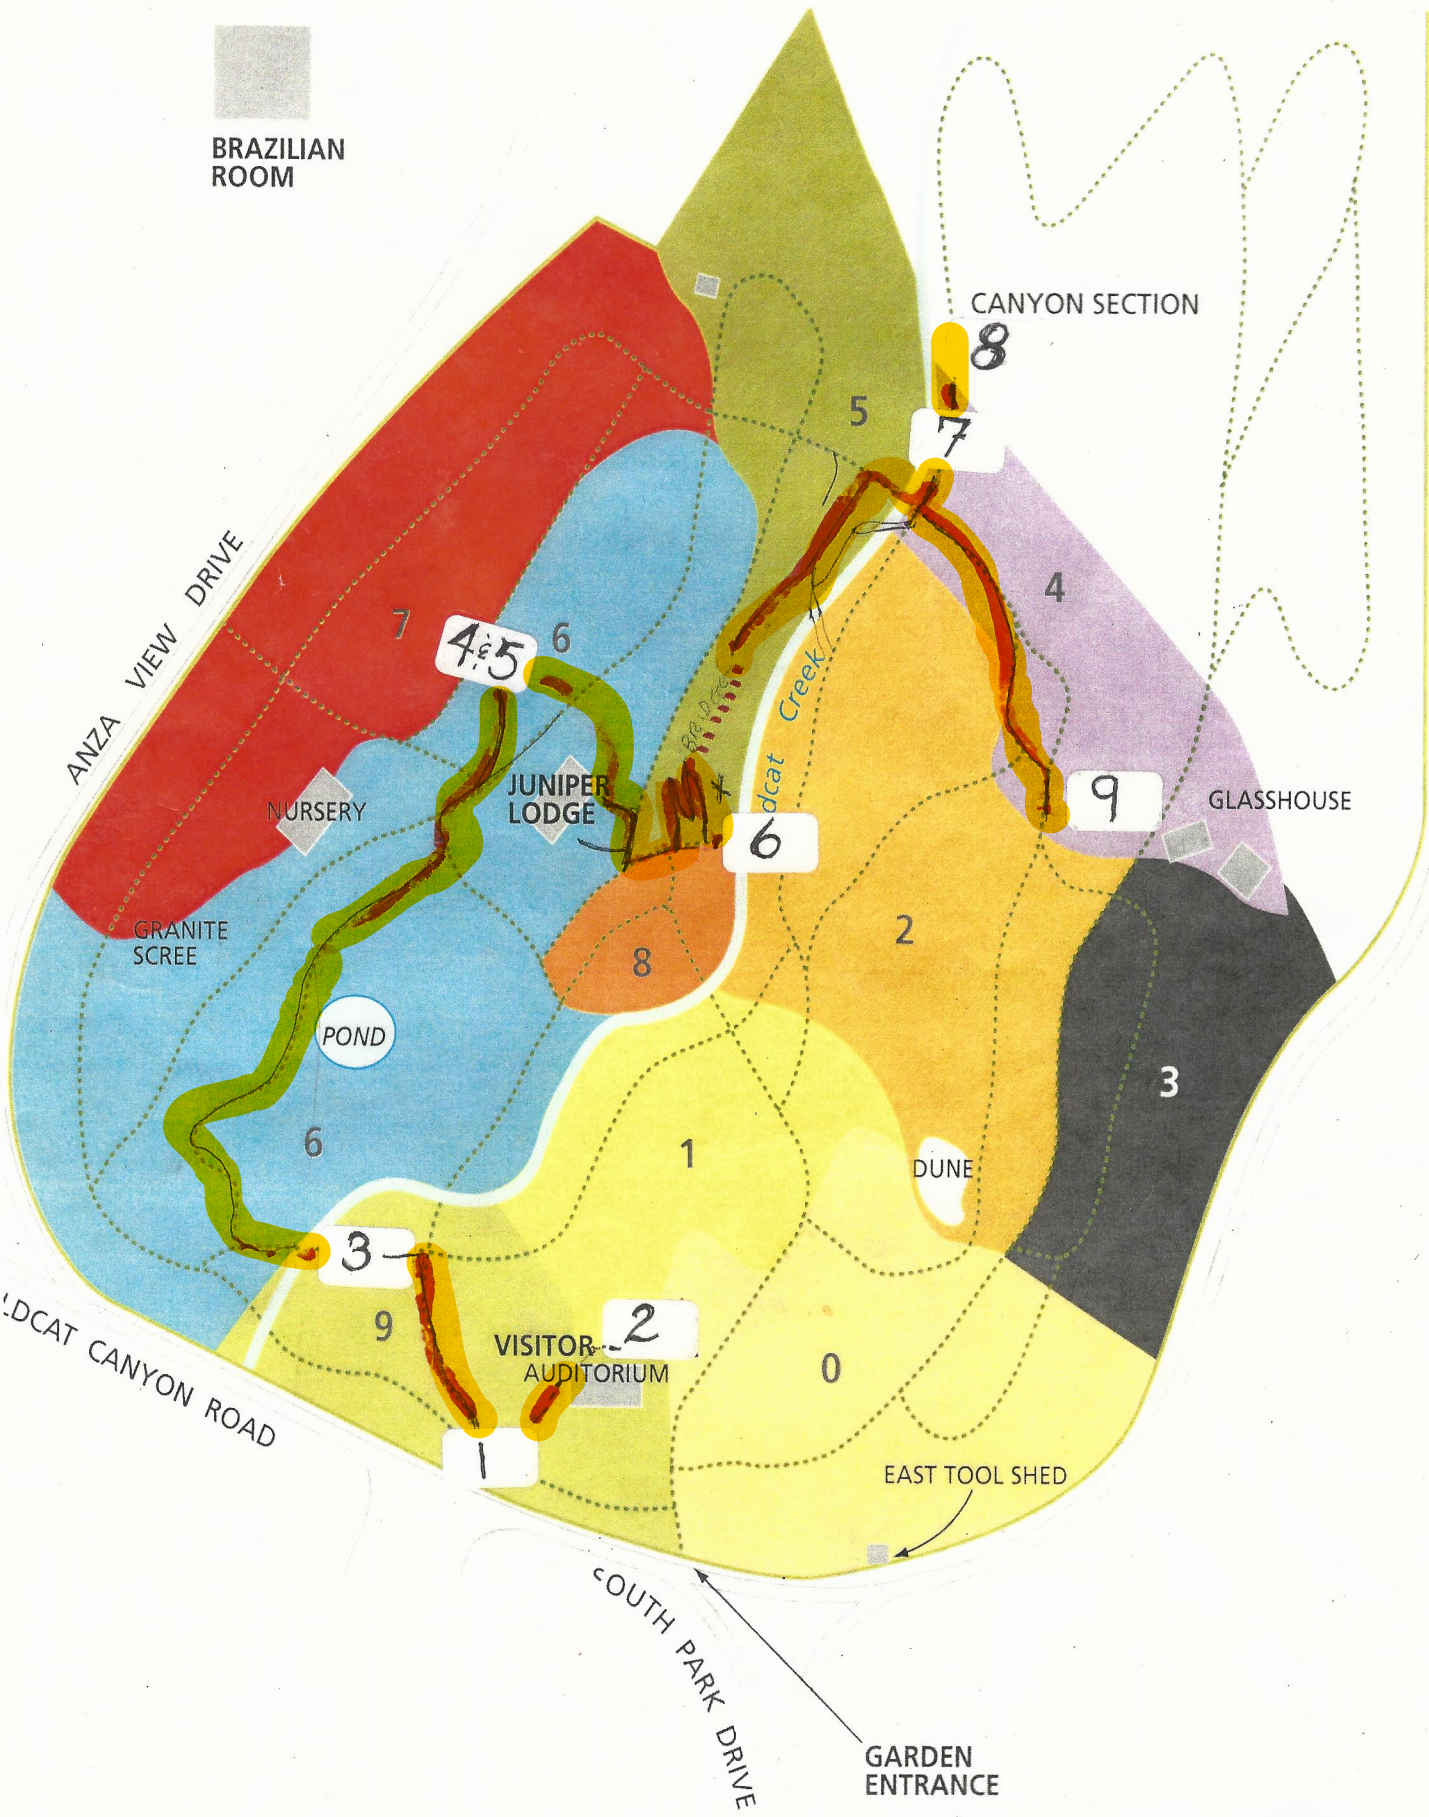 BRAZILIAN
ROOM
CANYON SECTION
8
5
7
ANZA VIEW DRIVE
4
7
4 & 5
6
BRIDGE
Creek
dcat
JUNIPER
LODGE
NURSERY
6
9
GLASSHOUSE
GRANITE
SCREE
2
8
POND
3
6
1
DUNE
3
LDCAT CANYON ROAD
9
2
VISITOR
AUDITORIUM
0
1
EAST TOOL SHED
OUTH PARK DRIVE
GARDEN
ENTRANCE